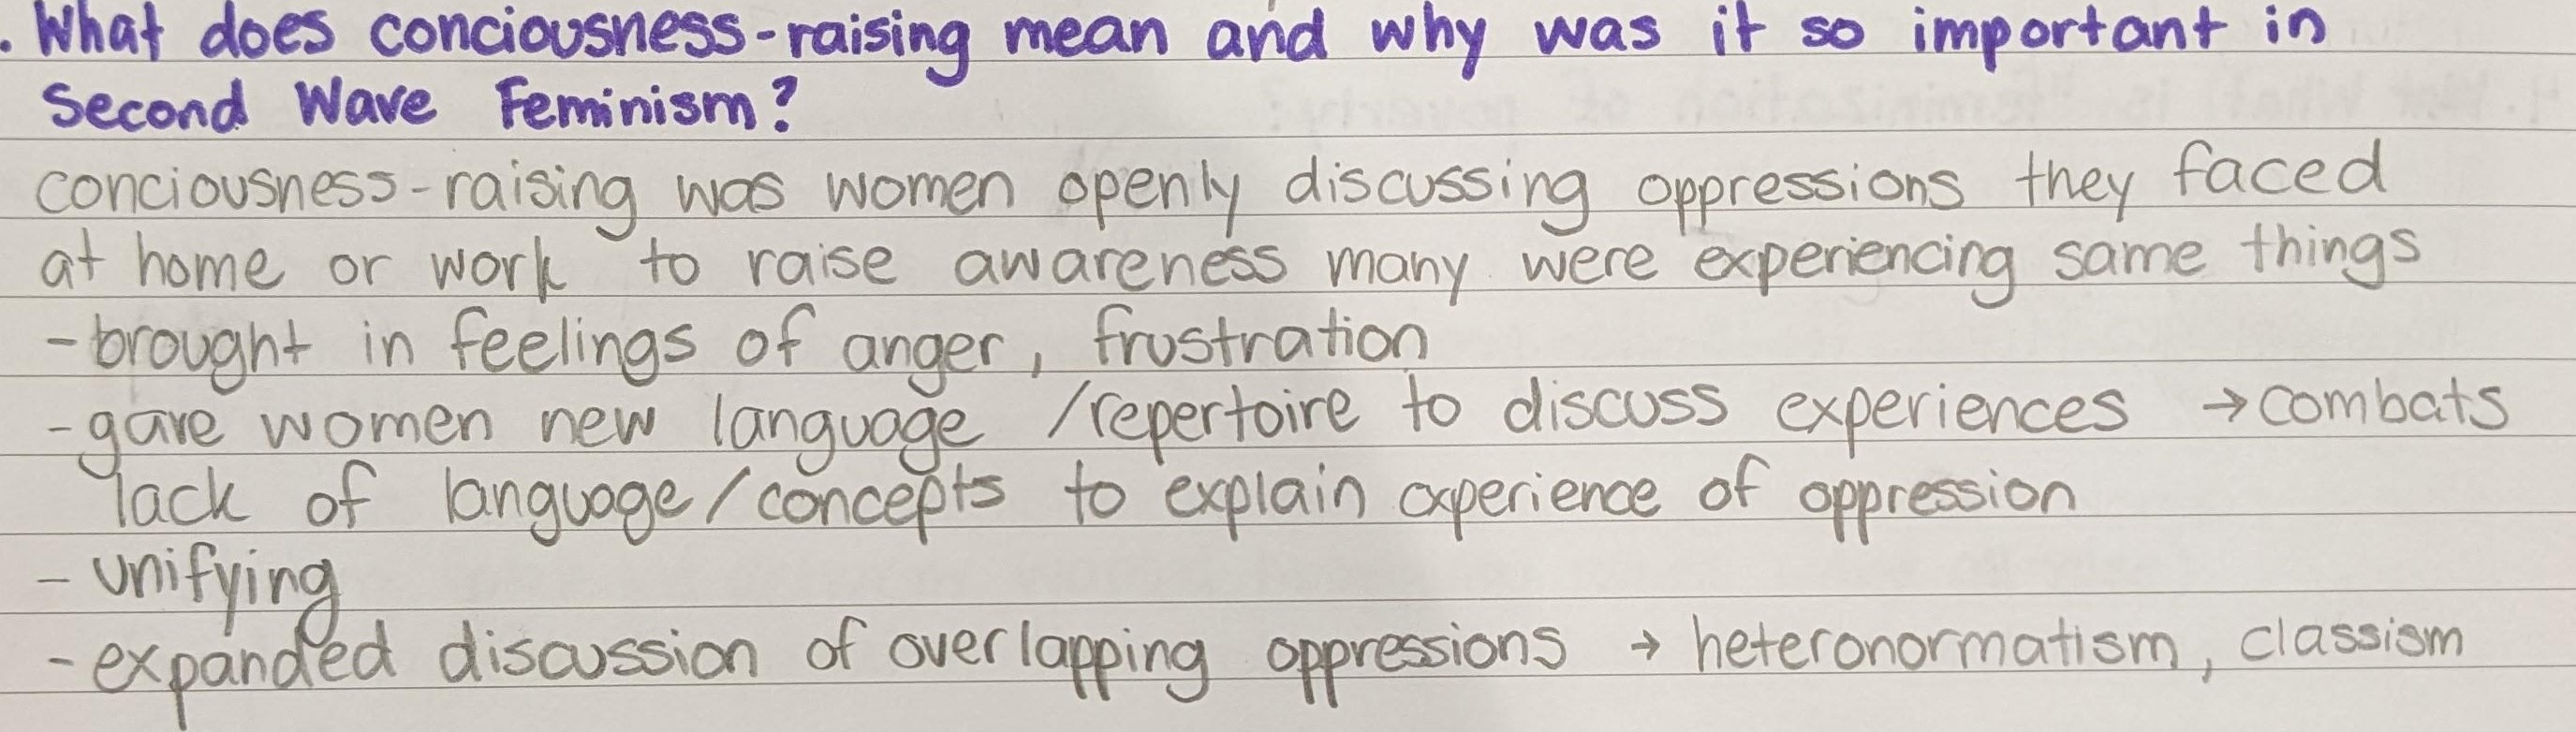 . What does conciousness-raising mean and why was it so important in
Second Wave Feminism?
conciousness-raising was women openly discussing oppressions they faced
at home or work to raise awareness many were experiencing same things
- brought in feelings of anger, frustration
- gave women new language /repertoire to discuss experiences → combats
lack of language/concepts to explain experience of oppression
- unifying
- expanded discussion of overlapping oppressions → heteronormatism, classism